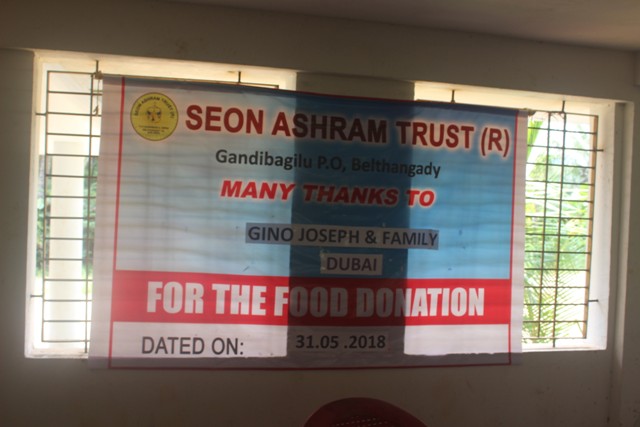 SEON ASHRAM TRUST (R)
Gandibagilu P.O, Belthangady
MANY THANKS TO
GINO JOSEPH & FAMILY
DUBAI
FOR THE FOOD DONATION
DATED ON: 31.05 .2018